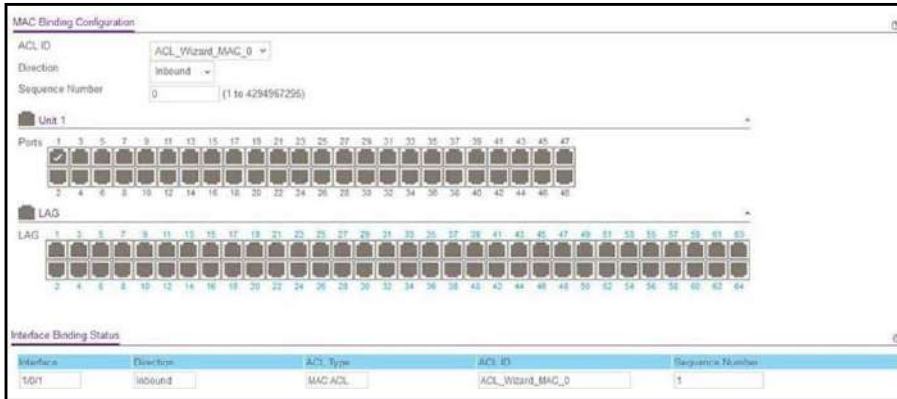 MAC Binding Configuration
ACL ID ACL_Wizard_MAC_0
Direction Inbound
Sequence Number 0 (1 to 4294967295)
Unit 1
Ports 1 3 5 7 9 11 13 15 17 19 21 23 25 27 29 31 33 35 37 39 41 43 45 47
2 4 6 8 10 12 14 16 18 20 22 24 26 28 30 32 34 36 38 40 42 44 46 48
LAG
LAG 1 3 5 7 9 11 13 15 17 19 21 23 25 27 29 31 33 35 37 39 41 43 45 47 49 51 53 55 57 59 61 63
2 4 6 8 10 12 14 16 18 20 22 24 26 28 30 32 34 36 38 40 42 44 46 48 50 52 54 56 58 60 62 64
Interface Binding Status
Interface Direction ACL Type ACL ID Sequence Number
1/0/1 Inbound MAC ACL ACL_Wizard_MAC_0 1